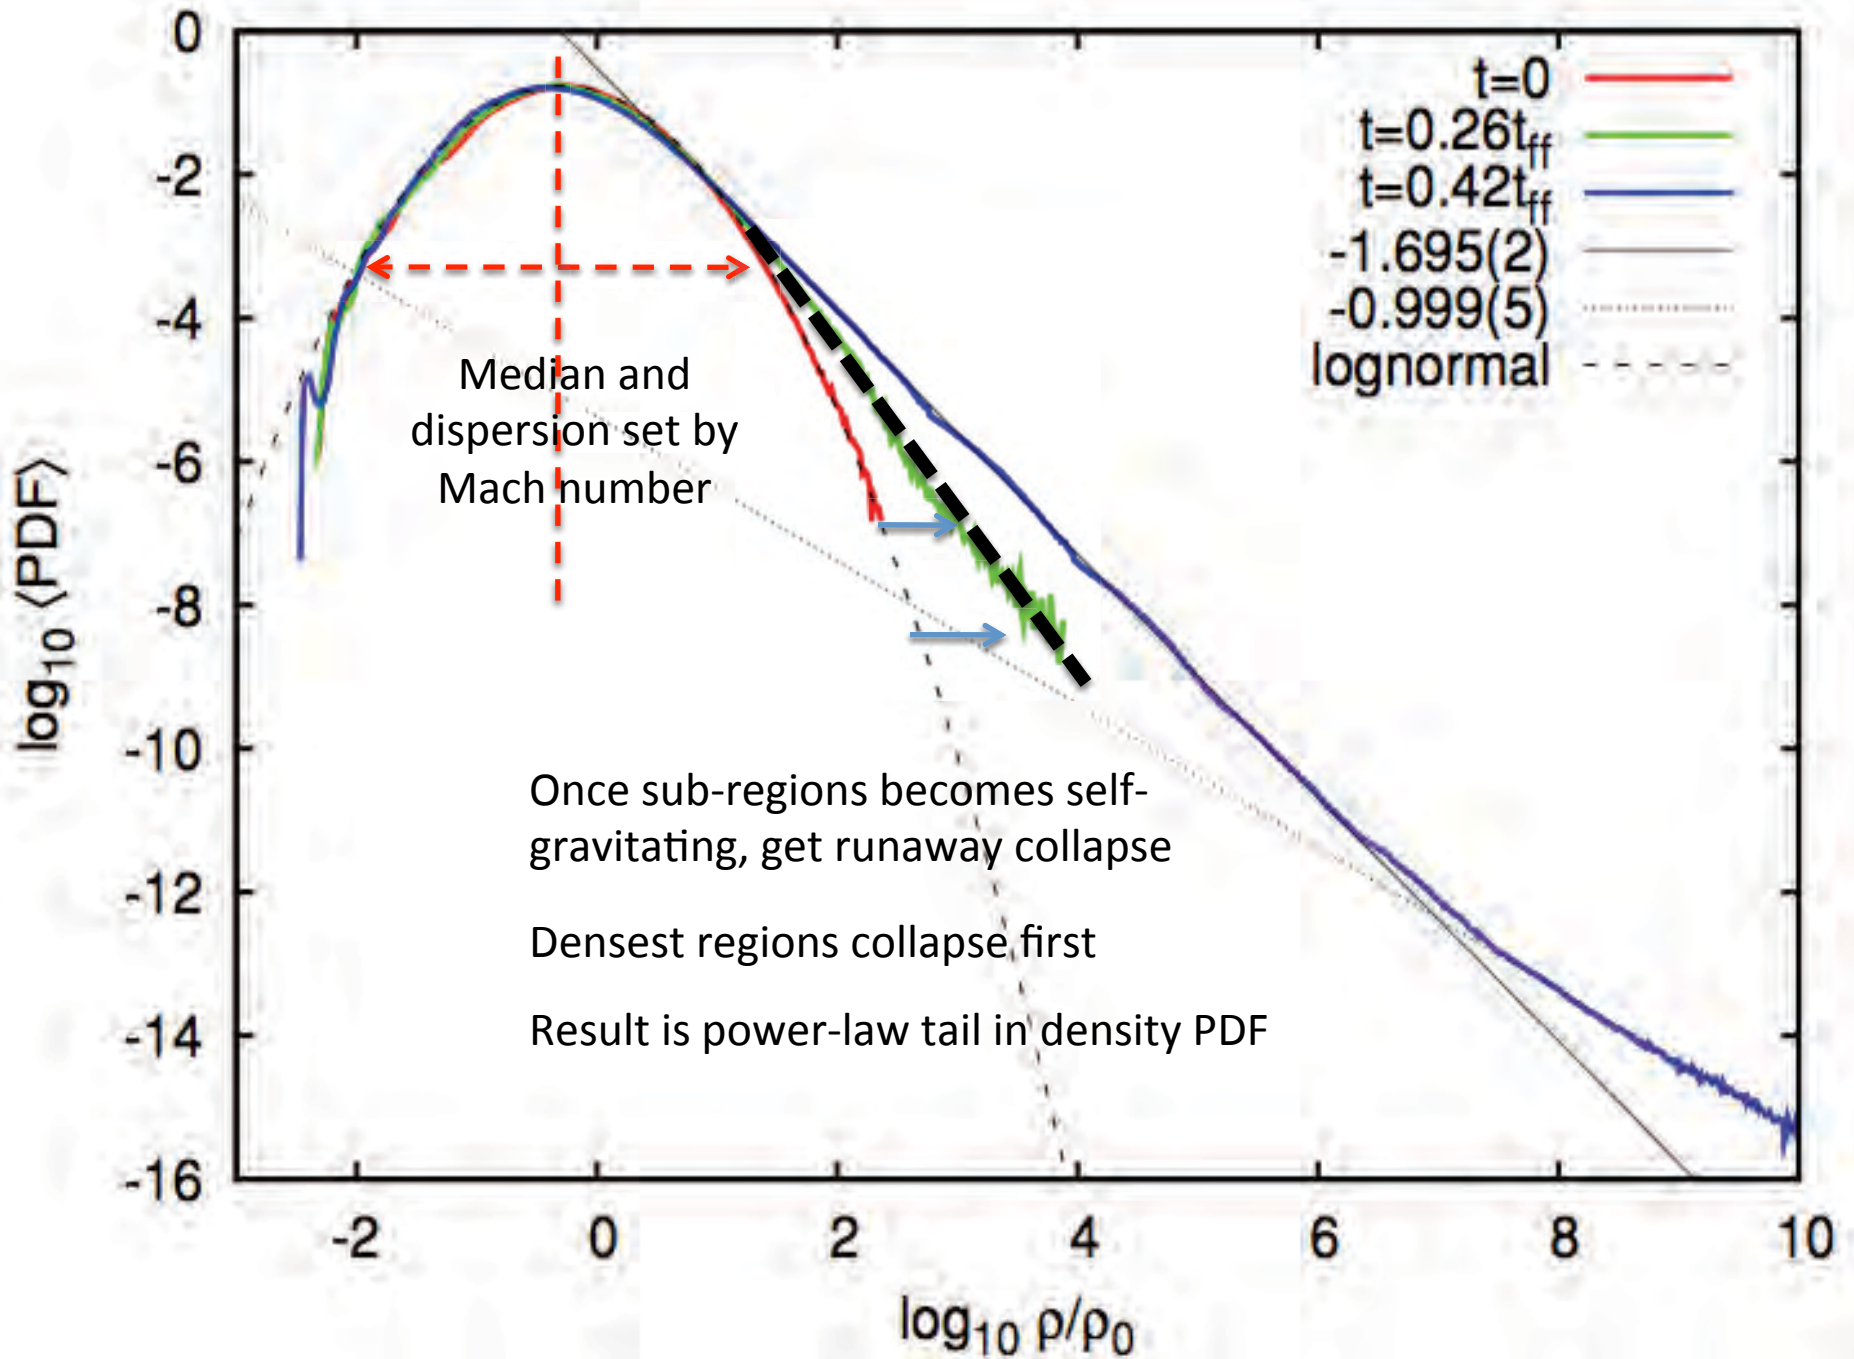 0
-2
-4
-6
-8
-10
-12
-14
-16
log10 ⟨PDF⟩
t=0
t=0.26tff
t=0.42tff
-1.695(2)
-0.999(5)
lognormal
Median and
dispersion set by
Mach number
Once sub-regions becomes self-
gravitating, get runaway collapse
Densest regions collapse first
Result is power-law tail in density PDF
-2 0 2 4 6 8 10
log10 ρ/ρ0